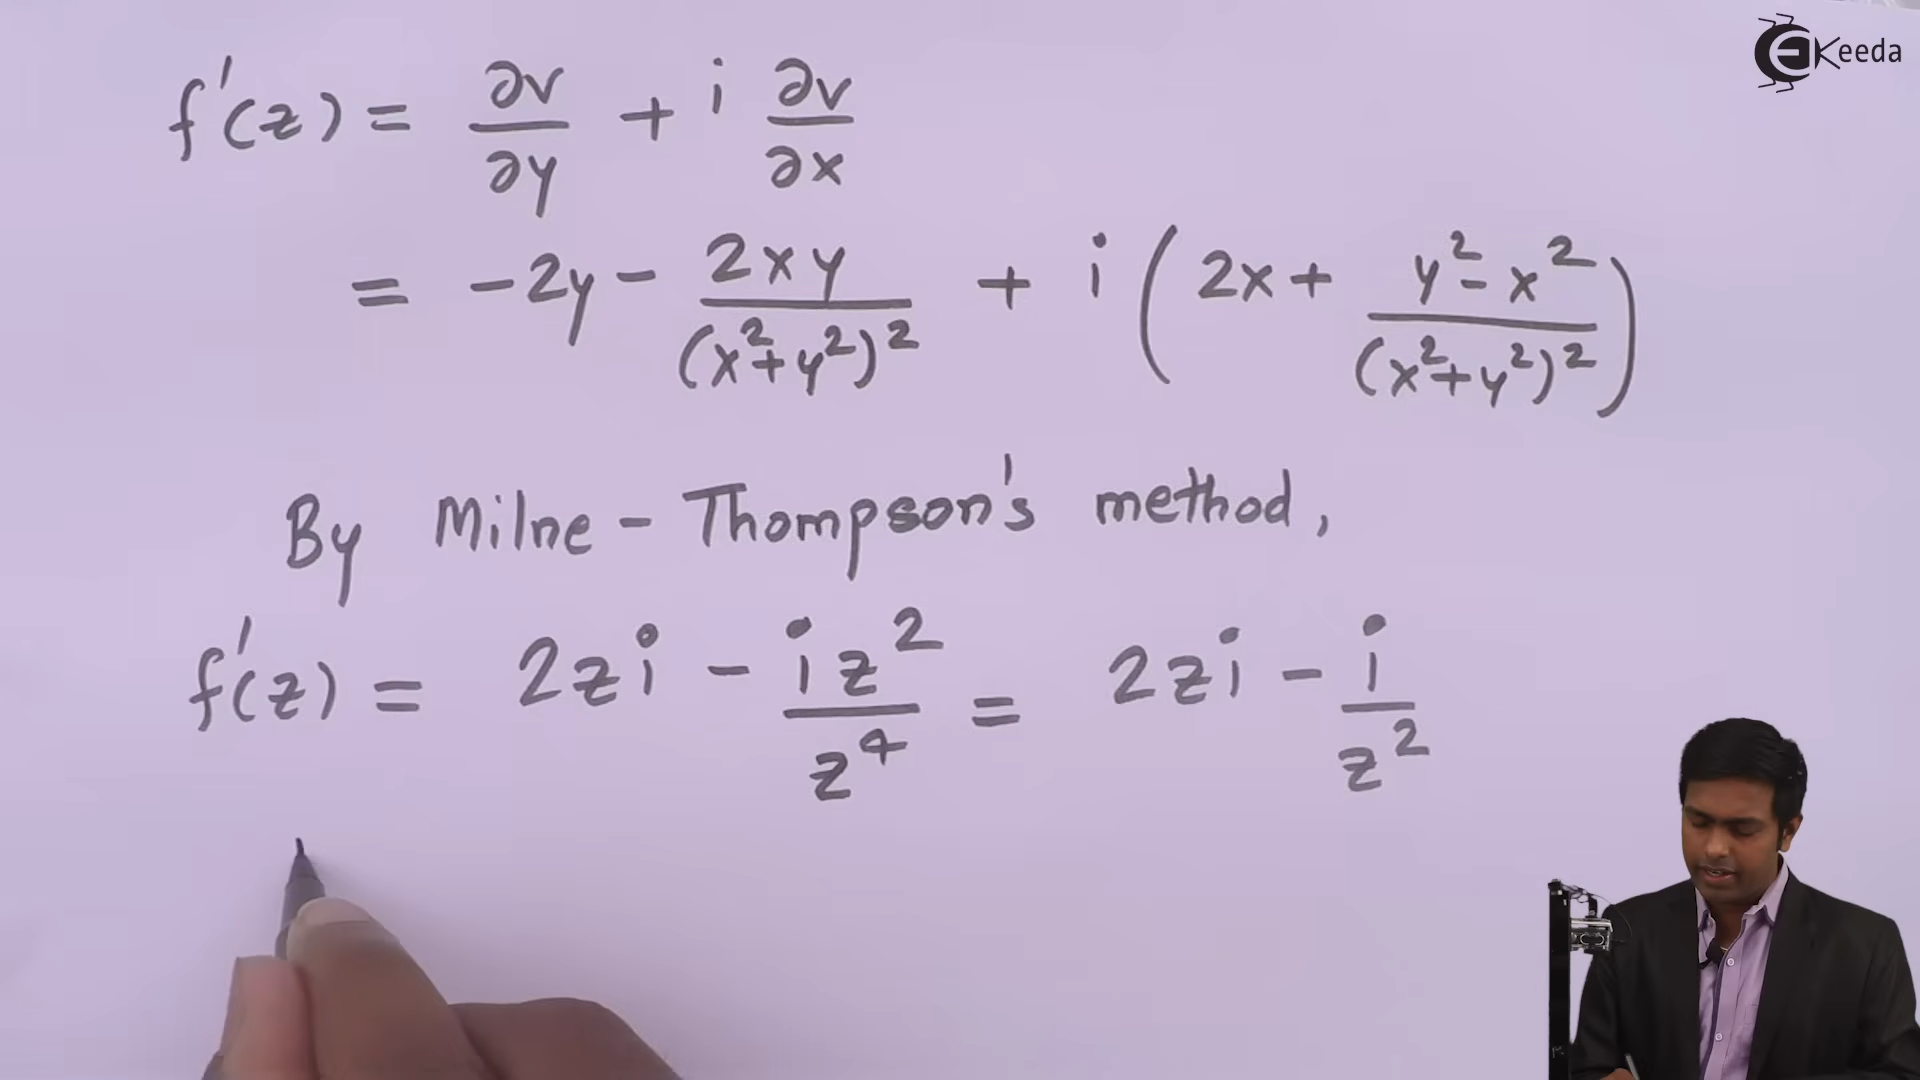 EKeeda
f'(z) = ∂v/∂y + i ∂v/∂x
= -2y - 2xy/(x²+y²)² + i (2x + y²-x²/(x²+y²)²)
By Milne - Thompson's method,
f'(z) = 2zi - iz²/z⁴ = 2zi - i/z²